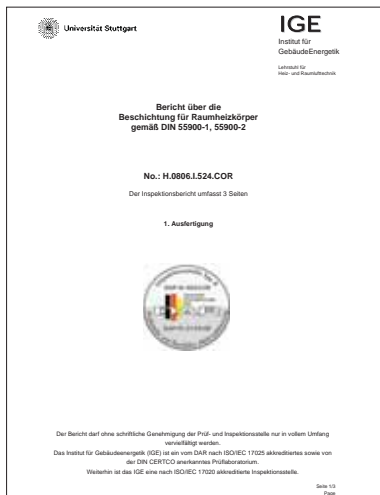 Universität Stuttgart
IGE
Institut für
GebäudeEnergetik
Lehrstuhl für
Heiz- und Raumlufttechnik
Bericht über die
Beschichtung für Raumheizkörper
gemäß DIN 55900-1, 55900-2
No.: H.0806.I.524.COR
Der Inspektionsbericht umfasst 3 Seiten
1. Ausfertigung
Der Bericht darf ohne schriftliche Genehmigung der Prüf- und Inspektionsstelle nur in vollem Umfang
vervielfältigt werden.
Das Institut für Gebäudeenergetik (IGE) ist ein vom DAR nach ISO/IEC 17025 akkreditiertes sowie von
der DIN CERTCO anerkanntes Prüflaboratorium.
Weiterhin ist das IGE eine nach ISO/IEC 17020 akkreditierte Inspektionsstelle.
Seite 1/3
Page